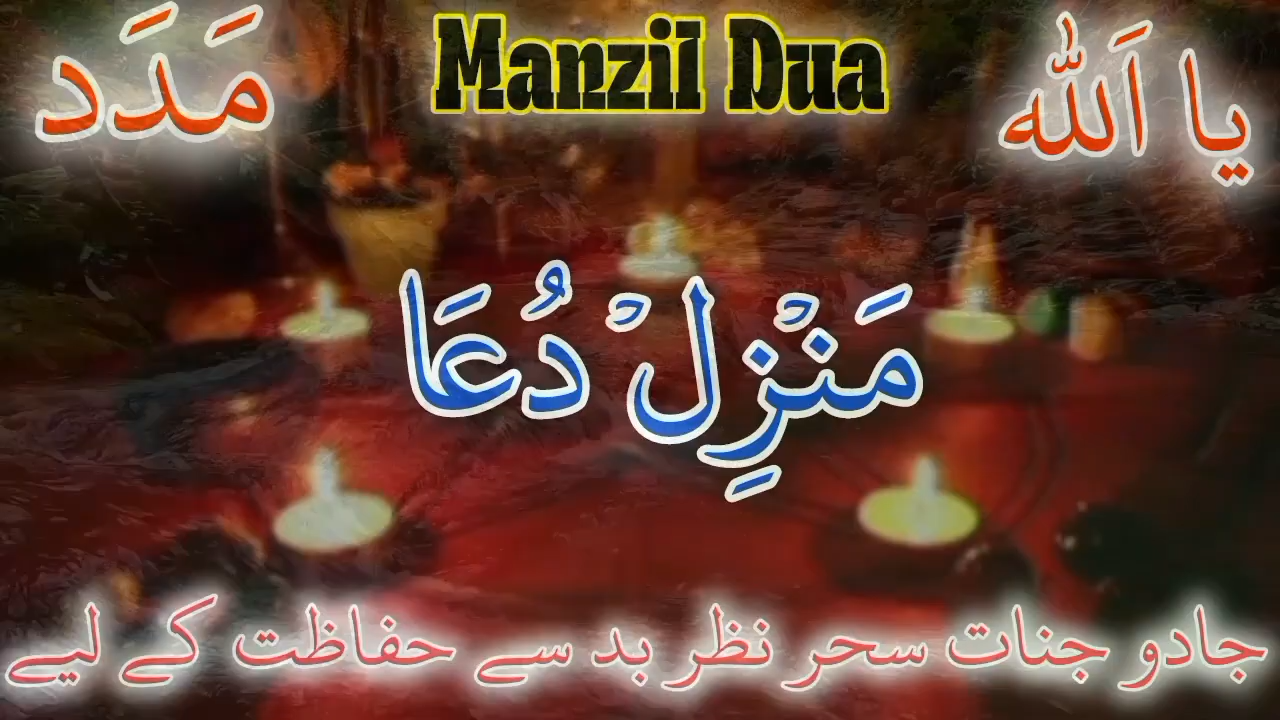 یا اَللّٰه
Manzil Dua
مَدَد
مَنْزِلْ دُعَا
جادو جنات سحر نظر بد سے حفاظت کے لیے